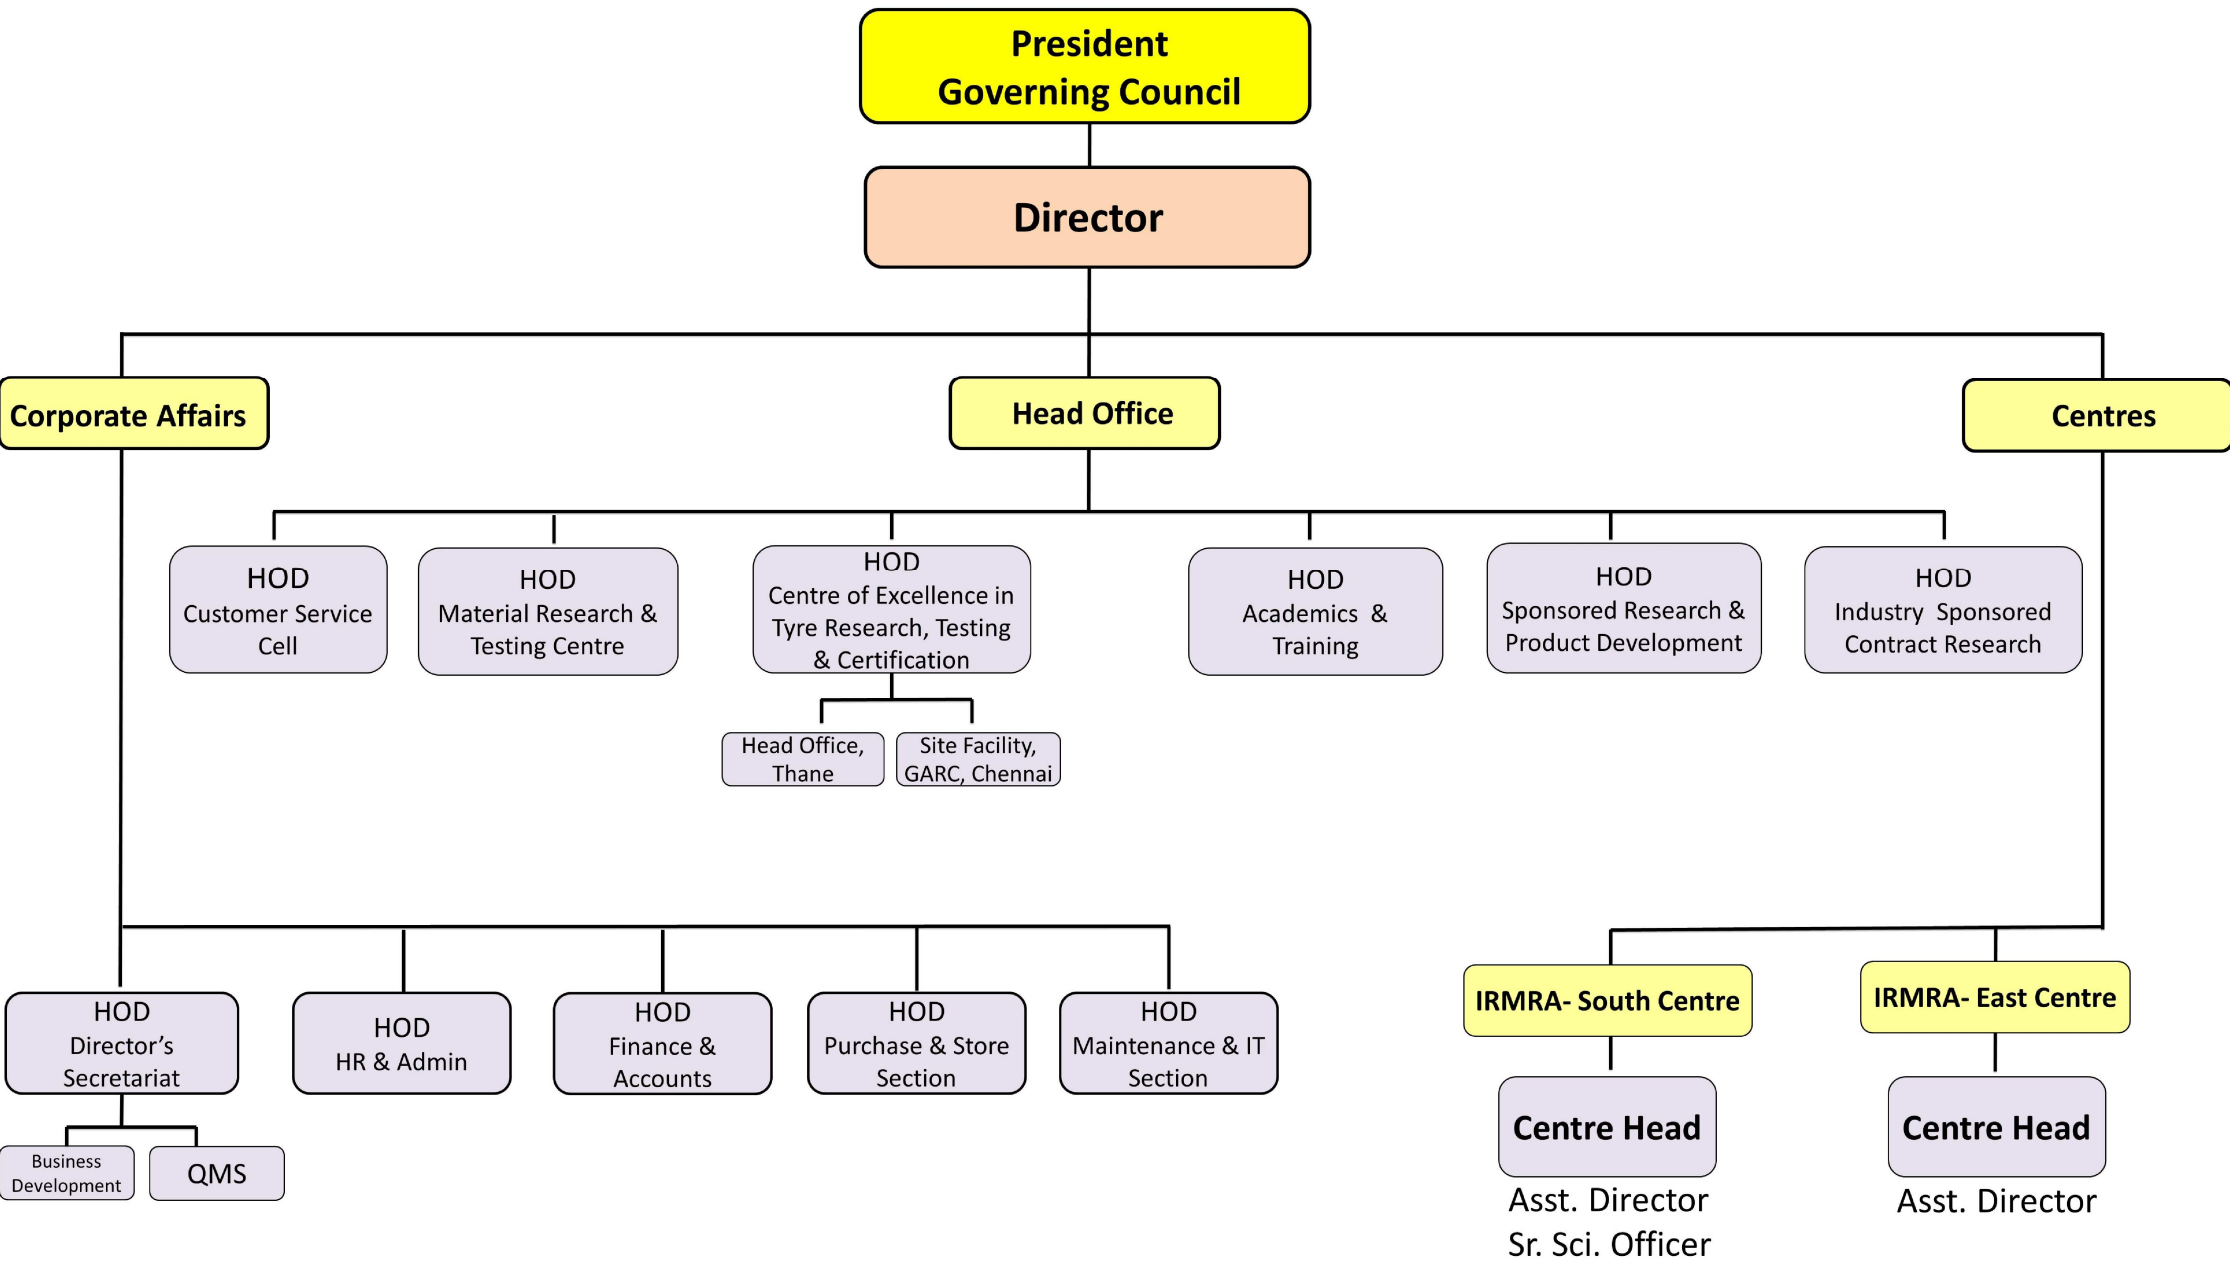 President
Governing Council
Director
Corporate Affairs
Head Office
Centres
HOD
Customer Service
Cell
HOD
Material Research &
Testing Centre
HOD
Centre of Excellence in
Tyre Research, Testing
& Certification
HOD
Academics &
Training
HOD
Sponsored Research &
Product Development
HOD
Industry Sponsored
Contract Research
Head Office,
Thane
Site Facility,
GARC, Chennai
HOD
Director’s
Secretariat
HOD
HR & Admin
HOD
Finance &
Accounts
HOD
Purchase & Store
Section
HOD
Maintenance & IT
Section
IRMRA- South Centre
IRMRA- East Centre
Business
Development
QMS
Centre Head
Asst. Director
Sr. Sci. Officer
Centre Head
Asst. Director